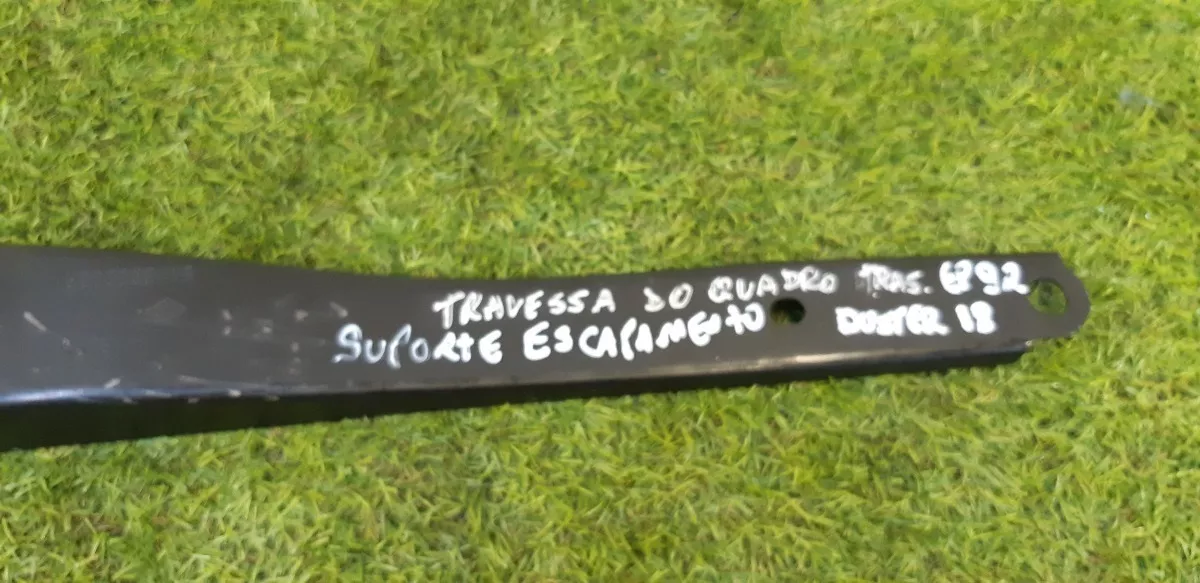 TRAVESSA DO QUADRO TRAS. 6892
SUPORTE ESCAPAMENTO DUSTER 18